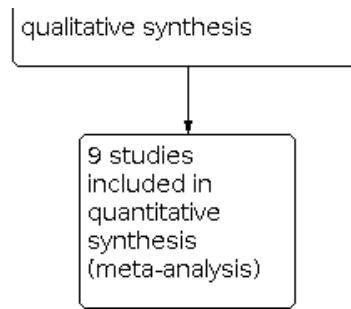 qualitative synthesis
9 studies
included in
quantitative
synthesis
(meta-analysis)